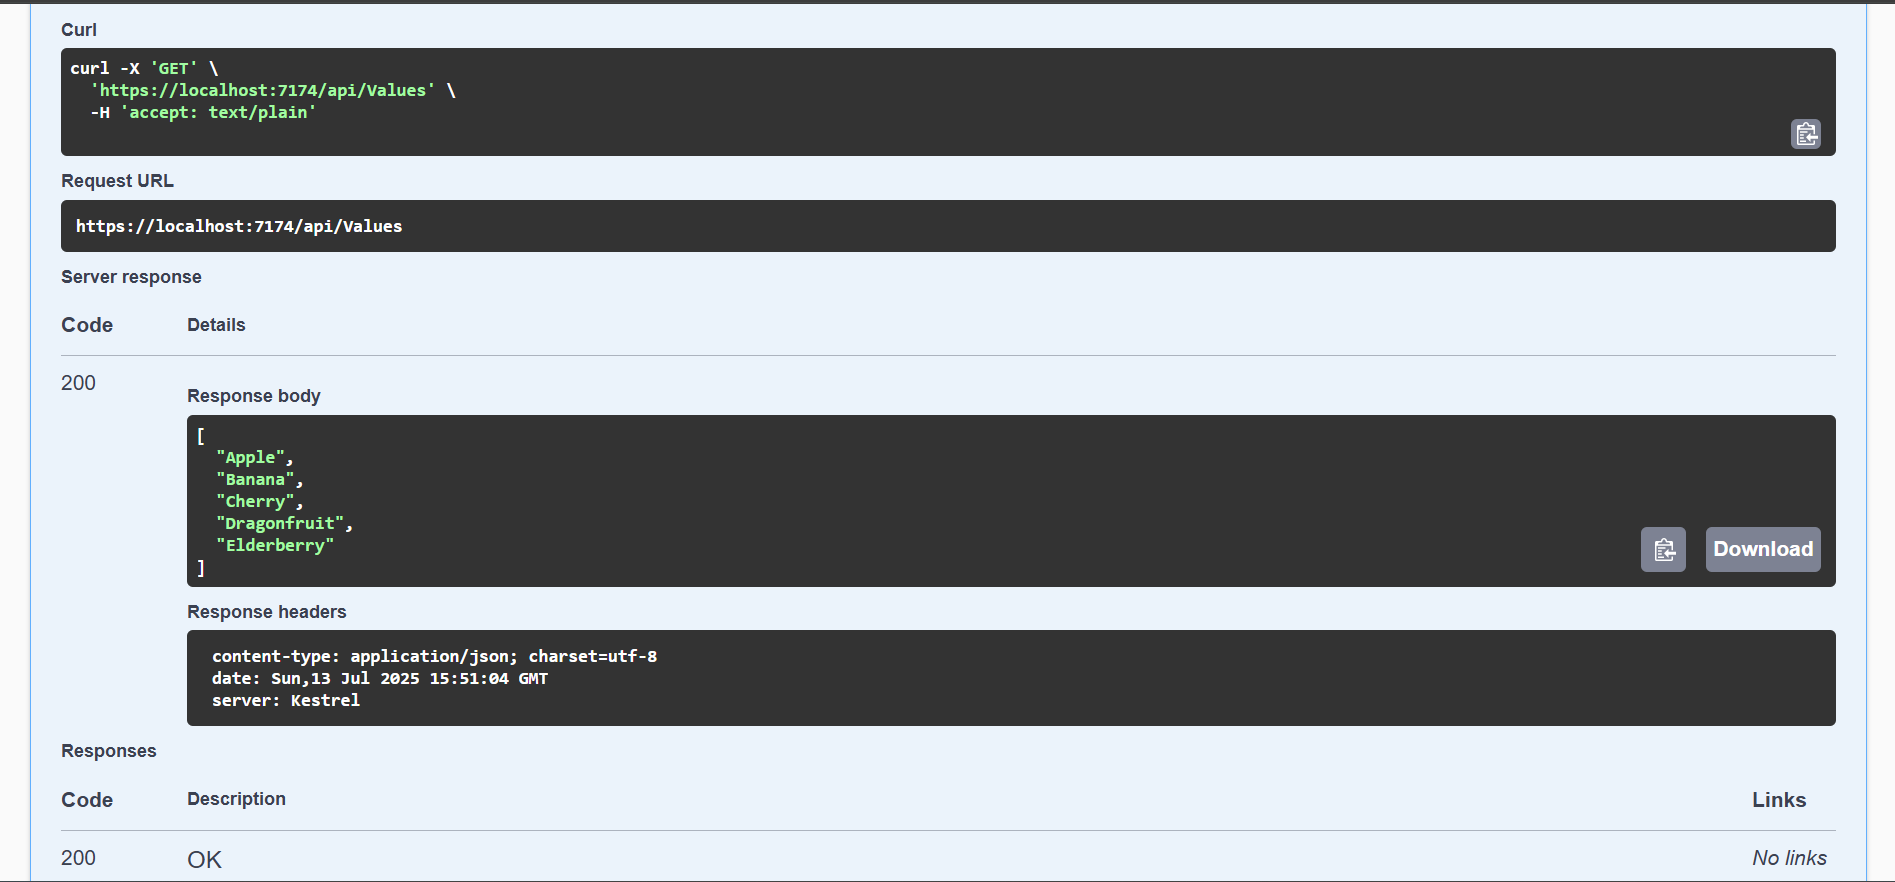 Curl
curl -X 'GET' \
  'https://localhost:7174/api/Values' \
  -H 'accept: text/plain'
Request URL
https://localhost:7174/api/Values
Server response
Code Details
200
Response body
[
  "Apple",
  "Banana",
  "Cherry",
  "Dragonfruit",
  "Elderberry"
]
Download
Response headers
content-type: application/json; charset=utf-8
date: Sun,13 Jul 2025 15:51:04 GMT
server: Kestrel
Responses
Code Description Links
200 OK No links